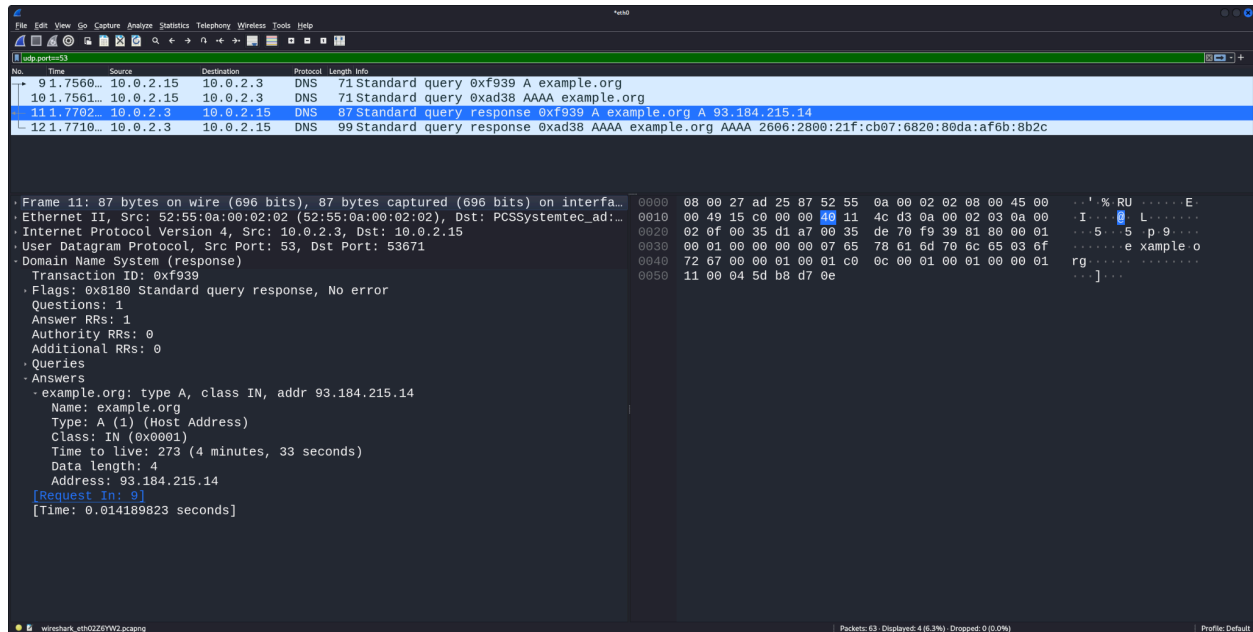 *eth0
File Edit View Go Capture Analyze Statistics Telephony Wireless Tools Help
udp.port==53
No. Time Source Destination Protocol Length Info
9 1.7560… 10.0.2.15 10.0.2.3 DNS 71 Standard query 0xf939 A example.org
10 1.7561… 10.0.2.15 10.0.2.3 DNS 71 Standard query 0xad38 AAAA example.org
11 1.7702… 10.0.2.3 10.0.2.15 DNS 87 Standard query response 0xf939 A example.org A 93.184.215.14
12 1.7710… 10.0.2.3 10.0.2.15 DNS 99 Standard query response 0xad38 AAAA example.org AAAA 2606:2800:21f:cb07:6820:80da:af6b:8b2c
Frame 11: 87 bytes on wire (696 bits), 87 bytes captured (696 bits) on interfa…
Ethernet II, Src: 52:55:0a:00:02:02 (52:55:0a:00:02:02), Dst: PCSSystemtec_ad:…
Internet Protocol Version 4, Src: 10.0.2.3, Dst: 10.0.2.15
User Datagram Protocol, Src Port: 53, Dst Port: 53671
Domain Name System (response)
Transaction ID: 0xf939
Flags: 0x8180 Standard query response, No error
Questions: 1
Answer RRs: 1
Authority RRs: 0
Additional RRs: 0
Queries
Answers
example.org: type A, class IN, addr 93.184.215.14
Name: example.org
Type: A (1) (Host Address)
Class: IN (0x0001)
Time to live: 273 (4 minutes, 33 seconds)
Data length: 4
Address: 93.184.215.14
[Request In: 9]
[Time: 0.014189823 seconds]
0000 08 00 27 ad 25 87 52 55 0a 00 02 02 08 00 45 00 ··'·%·RU ······E·
0010 00 49 15 c0 00 00 40 11 4c d3 0a 00 02 03 0a 00 ·I····@· L·······
0020 02 0f 00 35 d1 a7 00 35 de 70 f9 39 81 80 00 01 ···5···5 ·p·9····
0030 00 01 00 00 00 00 07 65 78 61 6d 70 6c 65 03 6f ·······e xample·o
0040 72 67 00 00 01 00 01 c0 0c 00 01 00 01 00 00 01 rg······ ········
0050 11 00 04 5d b8 d7 0e ···]···
wireshark_eth02Z6YW2.pcapng
Packets: 63 · Displayed: 4 (6.3%) · Dropped: 0 (0.0%)
Profile: Default